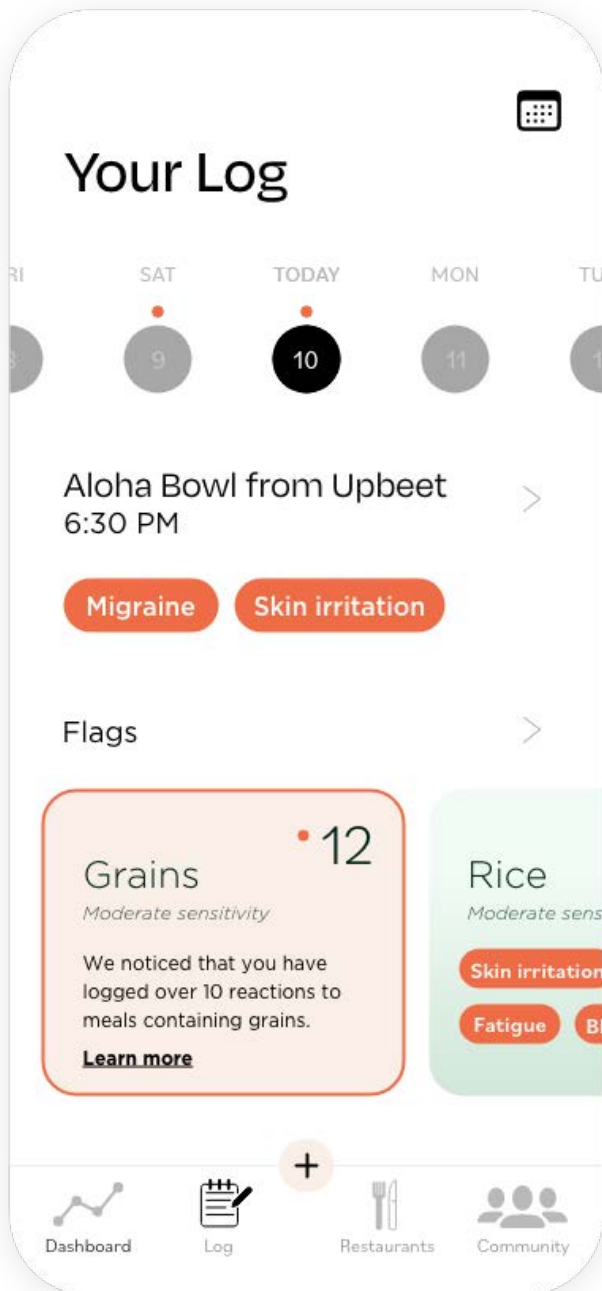 Your Log
SAT TODAY MON
9 10 11
Aloha Bowl from Upbeet
6:30 PM
Migraine Skin irritation
Flags
12
Grains
Moderate sensitivity
We noticed that you have
logged over 10 reactions to
meals containing grains.
Learn more
Rice
Moderate
Skin irritation
Fatigue
+
Dashboard Log Restaurants Community